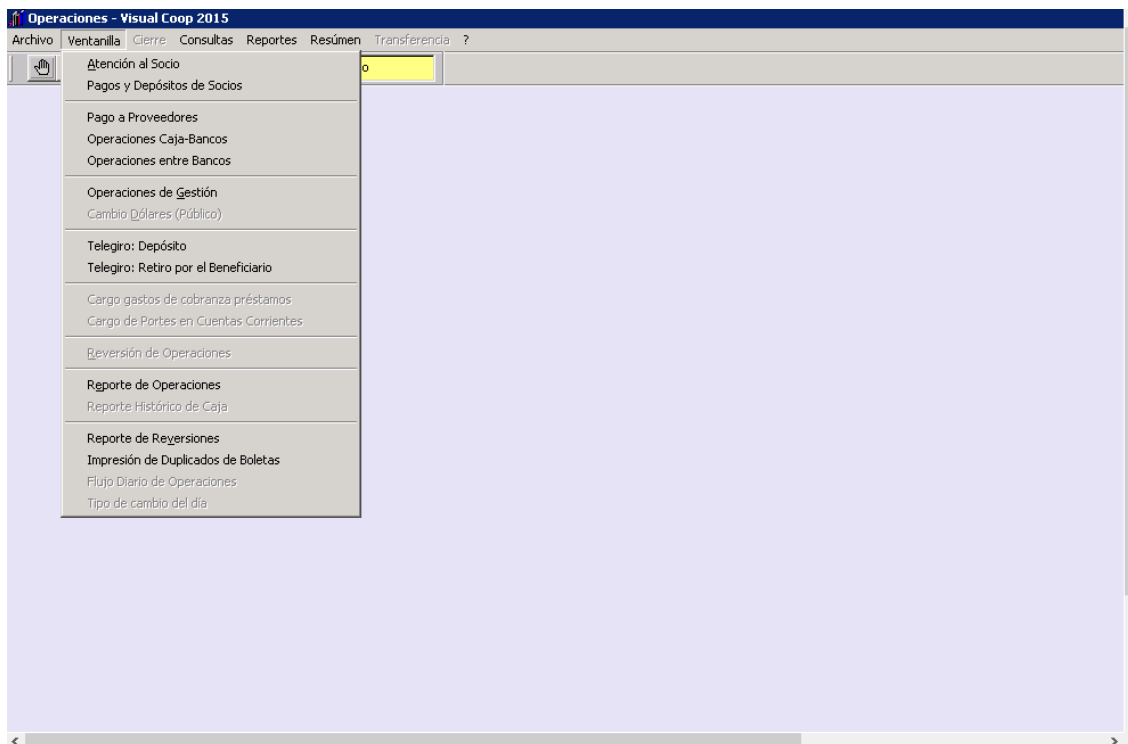 Operaciones - Visual Coop 2015
Archivo Ventanilla Cierre Consultas Reportes Resúmen Transferencia ?
o
Atención al Socio
Pagos y Depósitos de Socios
Pago a Proveedores
Operaciones Caja-Bancos
Operaciones entre Bancos
Operaciones de Gestión
Cambio Dólares (Público)
Telegiro: Depósito
Telegiro: Retiro por el Beneficiario
Cargo gastos de cobranza préstamos
Cargo de Portes en Cuentas Corrientes
Reversión de Operaciones
Reporte de Operaciones
Reporte Histórico de Caja
Reporte de Reversiones
Impresión de Duplicados de Boletas
Flujo Diario de Operaciones
Tipo de cambio del día